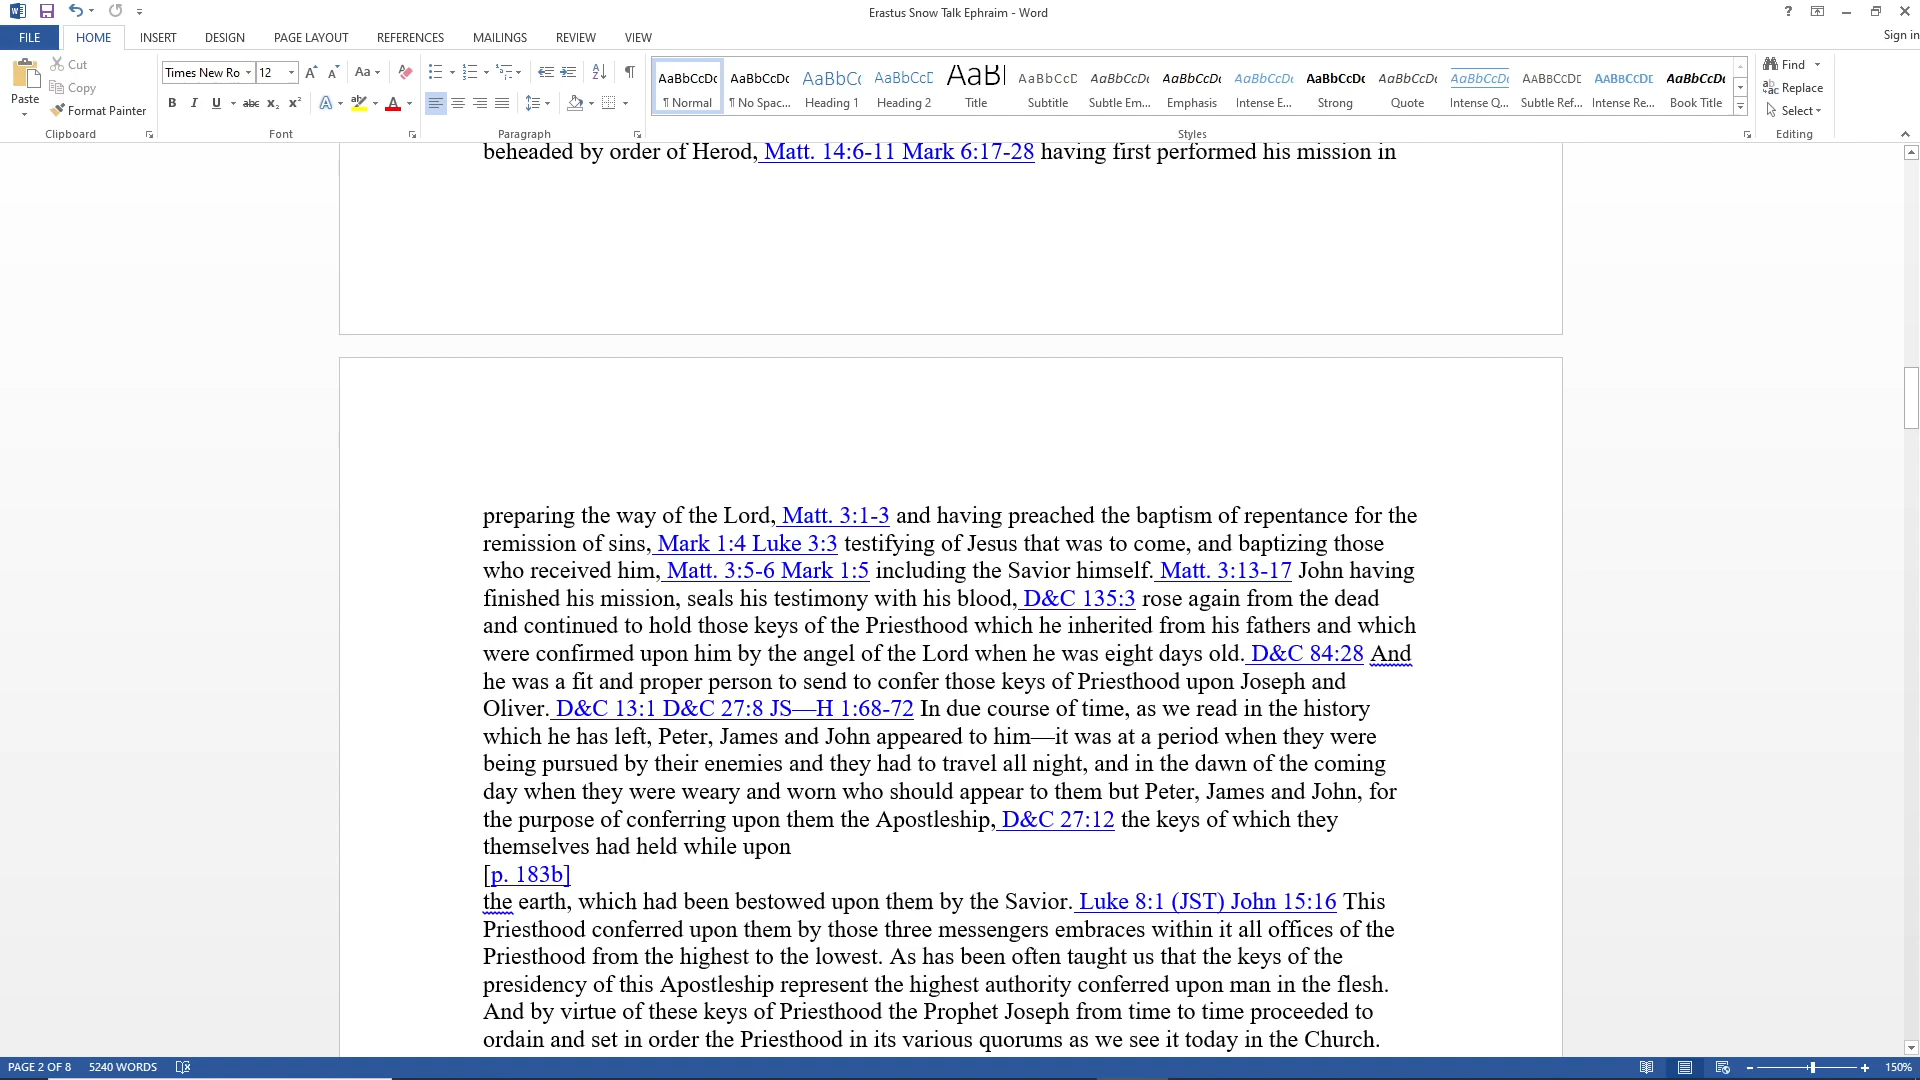 Erastus Snow Talk Ephraim - Word
?
FILE HOME INSERT DESIGN PAGE LAYOUT REFERENCES MAILINGS REVIEW VIEW Sign in
Paste Cut Copy Format Painter
Clipboard
Times New Ro 12
Font
Paragraph
AaBbCcDc AaBbCcDc AaBbCc AaBbCcD AaB AaBbCcD AaBbCcDc AaBbCcDc AaBbCcDc AaBbCcDc AaBbCcDc AaBbCcDc AaBbCcDc AaBbCcDc AaBbCcDc
¶ Normal ¶ No Spac... Heading 1 Heading 2 Title Subtitle Subtle Em... Emphasis Intense E... Strong Quote Intense Q... Subtle Ref... Intense Re... Book Title
Styles
Find
Replace
Select
Editing
beheaded by order of Herod, Matt. 14:6-11 Mark 6:17-28 having first performed his mission in
preparing the way of the Lord, Matt. 3:1-3 and having preached the baptism of repentance for the
remission of sins, Mark 1:4 Luke 3:3 testifying of Jesus that was to come, and baptizing those
who received him, Matt. 3:5-6 Mark 1:5 including the Savior himself. Matt. 3:13-17 John having
finished his mission, seals his testimony with his blood, D&C 135:3 rose again from the dead
and continued to hold those keys of the Priesthood which he inherited from his fathers and which
were confirmed upon him by the angel of the Lord when he was eight days old. D&C 84:28 And
he was a fit and proper person to send to confer those keys of Priesthood upon Joseph and
Oliver. D&C 13:1 D&C 27:8 JS—H 1:68-72 In due course of time, as we read in the history
which he has left, Peter, James and John appeared to him—it was at a period when they were
being pursued by their enemies and they had to travel all night, and in the dawn of the coming
day when they were weary and worn who should appear to them but Peter, James and John, for
the purpose of conferring upon them the Apostleship, D&C 27:12 the keys of which they
themselves had held while upon
[p. 183b]
the earth, which had been bestowed upon them by the Savior. Luke 8:1 (JST) John 15:16 This
Priesthood conferred upon them by those three messengers embraces within it all offices of the
Priesthood from the highest to the lowest. As has been often taught us that the keys of the
presidency of this Apostleship represent the highest authority conferred upon man in the flesh.
And by virtue of these keys of Priesthood the Prophet Joseph from time to time proceeded to
ordain and set in order the Priesthood in its various quorums as we see it today in the Church.
PAGE 2 OF 8 5240 WORDS 150%